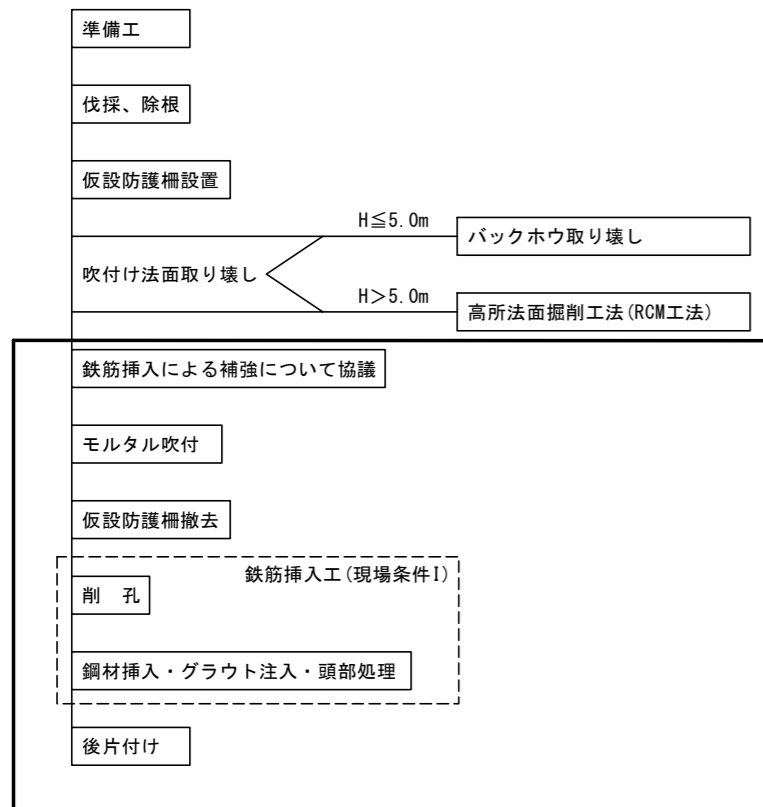 準備工
伐採、除根
仮設防護柵設置
H≦5.0m
バックホウ取り壊し
吹付け法面取り壊し
H＞5.0m
高所法面掘削工法(RCM工法)
鉄筋挿入による補強について協議
モルタル吹付
仮設防護柵撤去
鉄筋挿入工(現場条件I)
削　孔
鋼材挿入・グラウト注入・頭部処理
後片付け